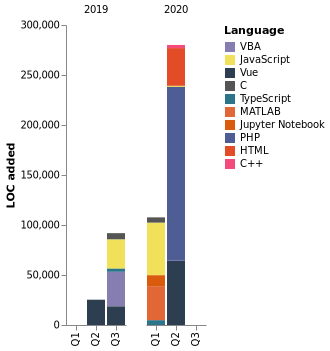 2019 2020
Language
VBA
JavaScript
Vue
C
TypeScript
MATLAB
Jupyter Notebook
PHP
HTML
C++
LOC added
300,000
250,000
200,000
150,000
100,000
50,000
0
Q1 Q2 Q3 Q1 Q2 Q3